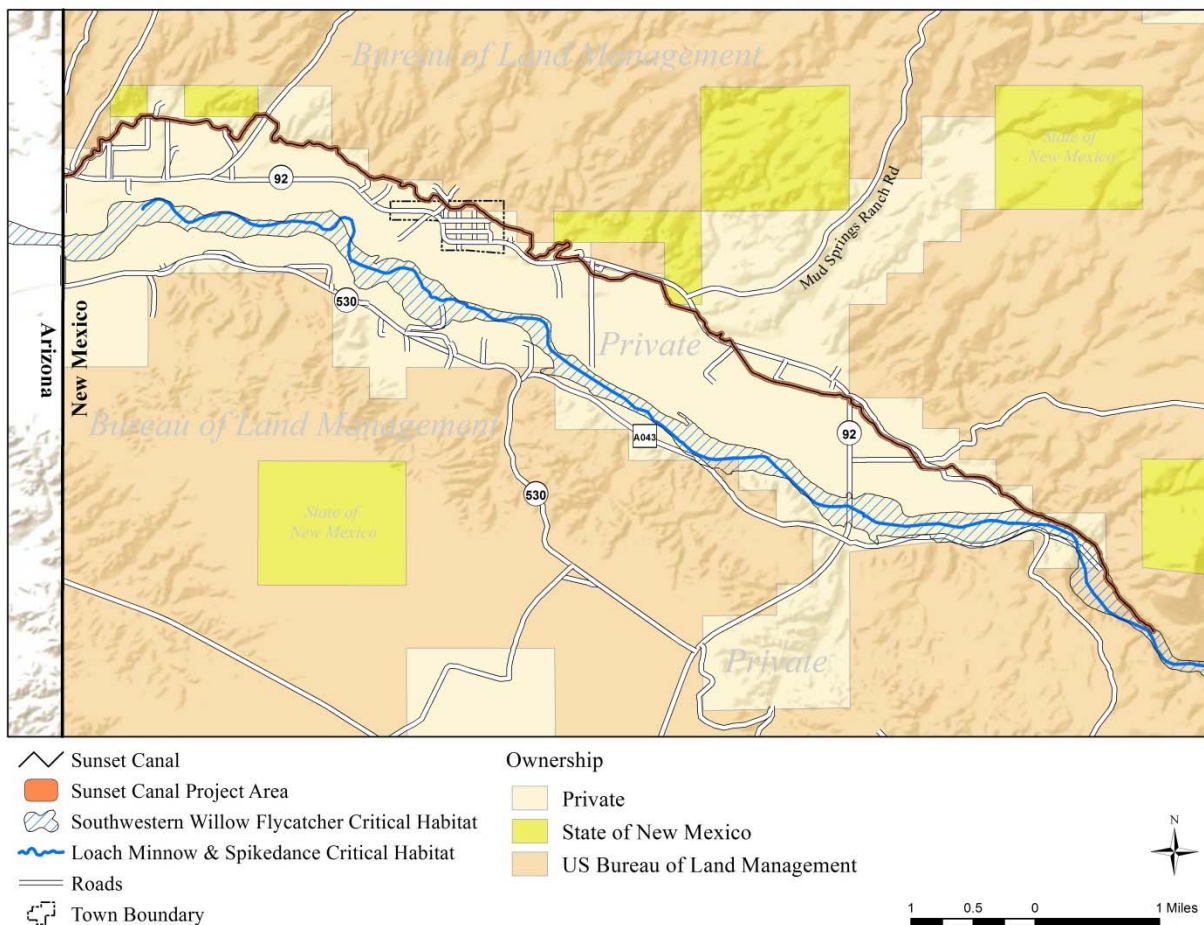 Bureau of Land Management
State of
New Mexico
92
Mud Springs Ranch Rd
530
Private
Arizona
New Mexico
Bureau of Land Management
A043
92
530
State of
New Mexico
Private
Sunset Canal
Sunset Canal Project Area
Southwestern Willow Flycatcher Critical Habitat
Loach Minnow & Spikedance Critical Habitat
Roads
Town Boundary
Ownership
Private
State of New Mexico
US Bureau of Land Management
N
1 0.5 0 1 Miles